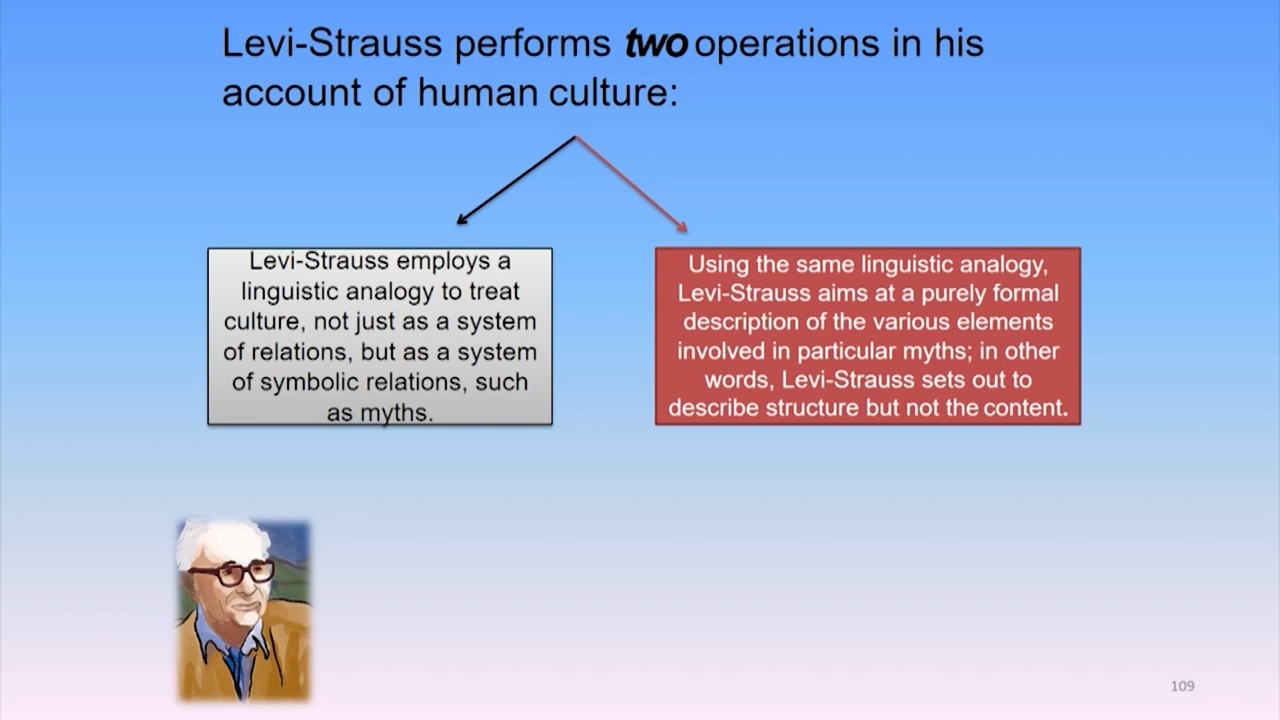 Levi-Strauss performs two operations in his
account of human culture:
Levi-Strauss employs a
linguistic analogy to treat
culture, not just as a system
of relations, but as a system
of symbolic relations, such
as myths.
Using the same linguistic analogy,
Levi-Strauss aims at a purely formal
description of the various elements
involved in particular myths; in other
words, Levi-Strauss sets out to
describe structure but not the content.
109